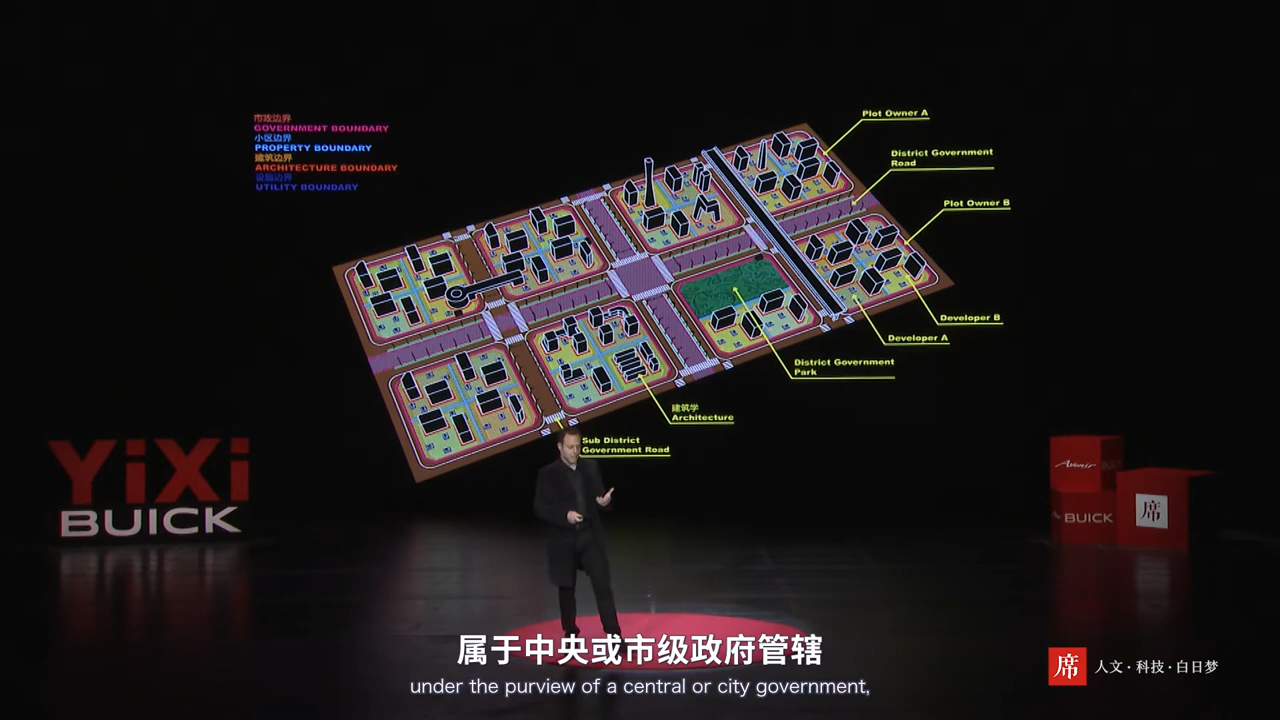 市政边界
GOVERNMENT BOUNDARY
小区边界
PROPERTY BOUNDARY
建筑边界
ARCHITECTURE BOUNDARY
设施边界
UTILITY BOUNDARY
Plot Owner A
District Government
Road
Plot Owner B
Developer B
Developer A
District Government
Park
建筑学
Architecture
Sub District
Government Road
YiXi
BUICK
Avenir
BUICK
席
属于中央或市级政府管辖
under the purview of a central or city government,
席 人文·科技·白日梦